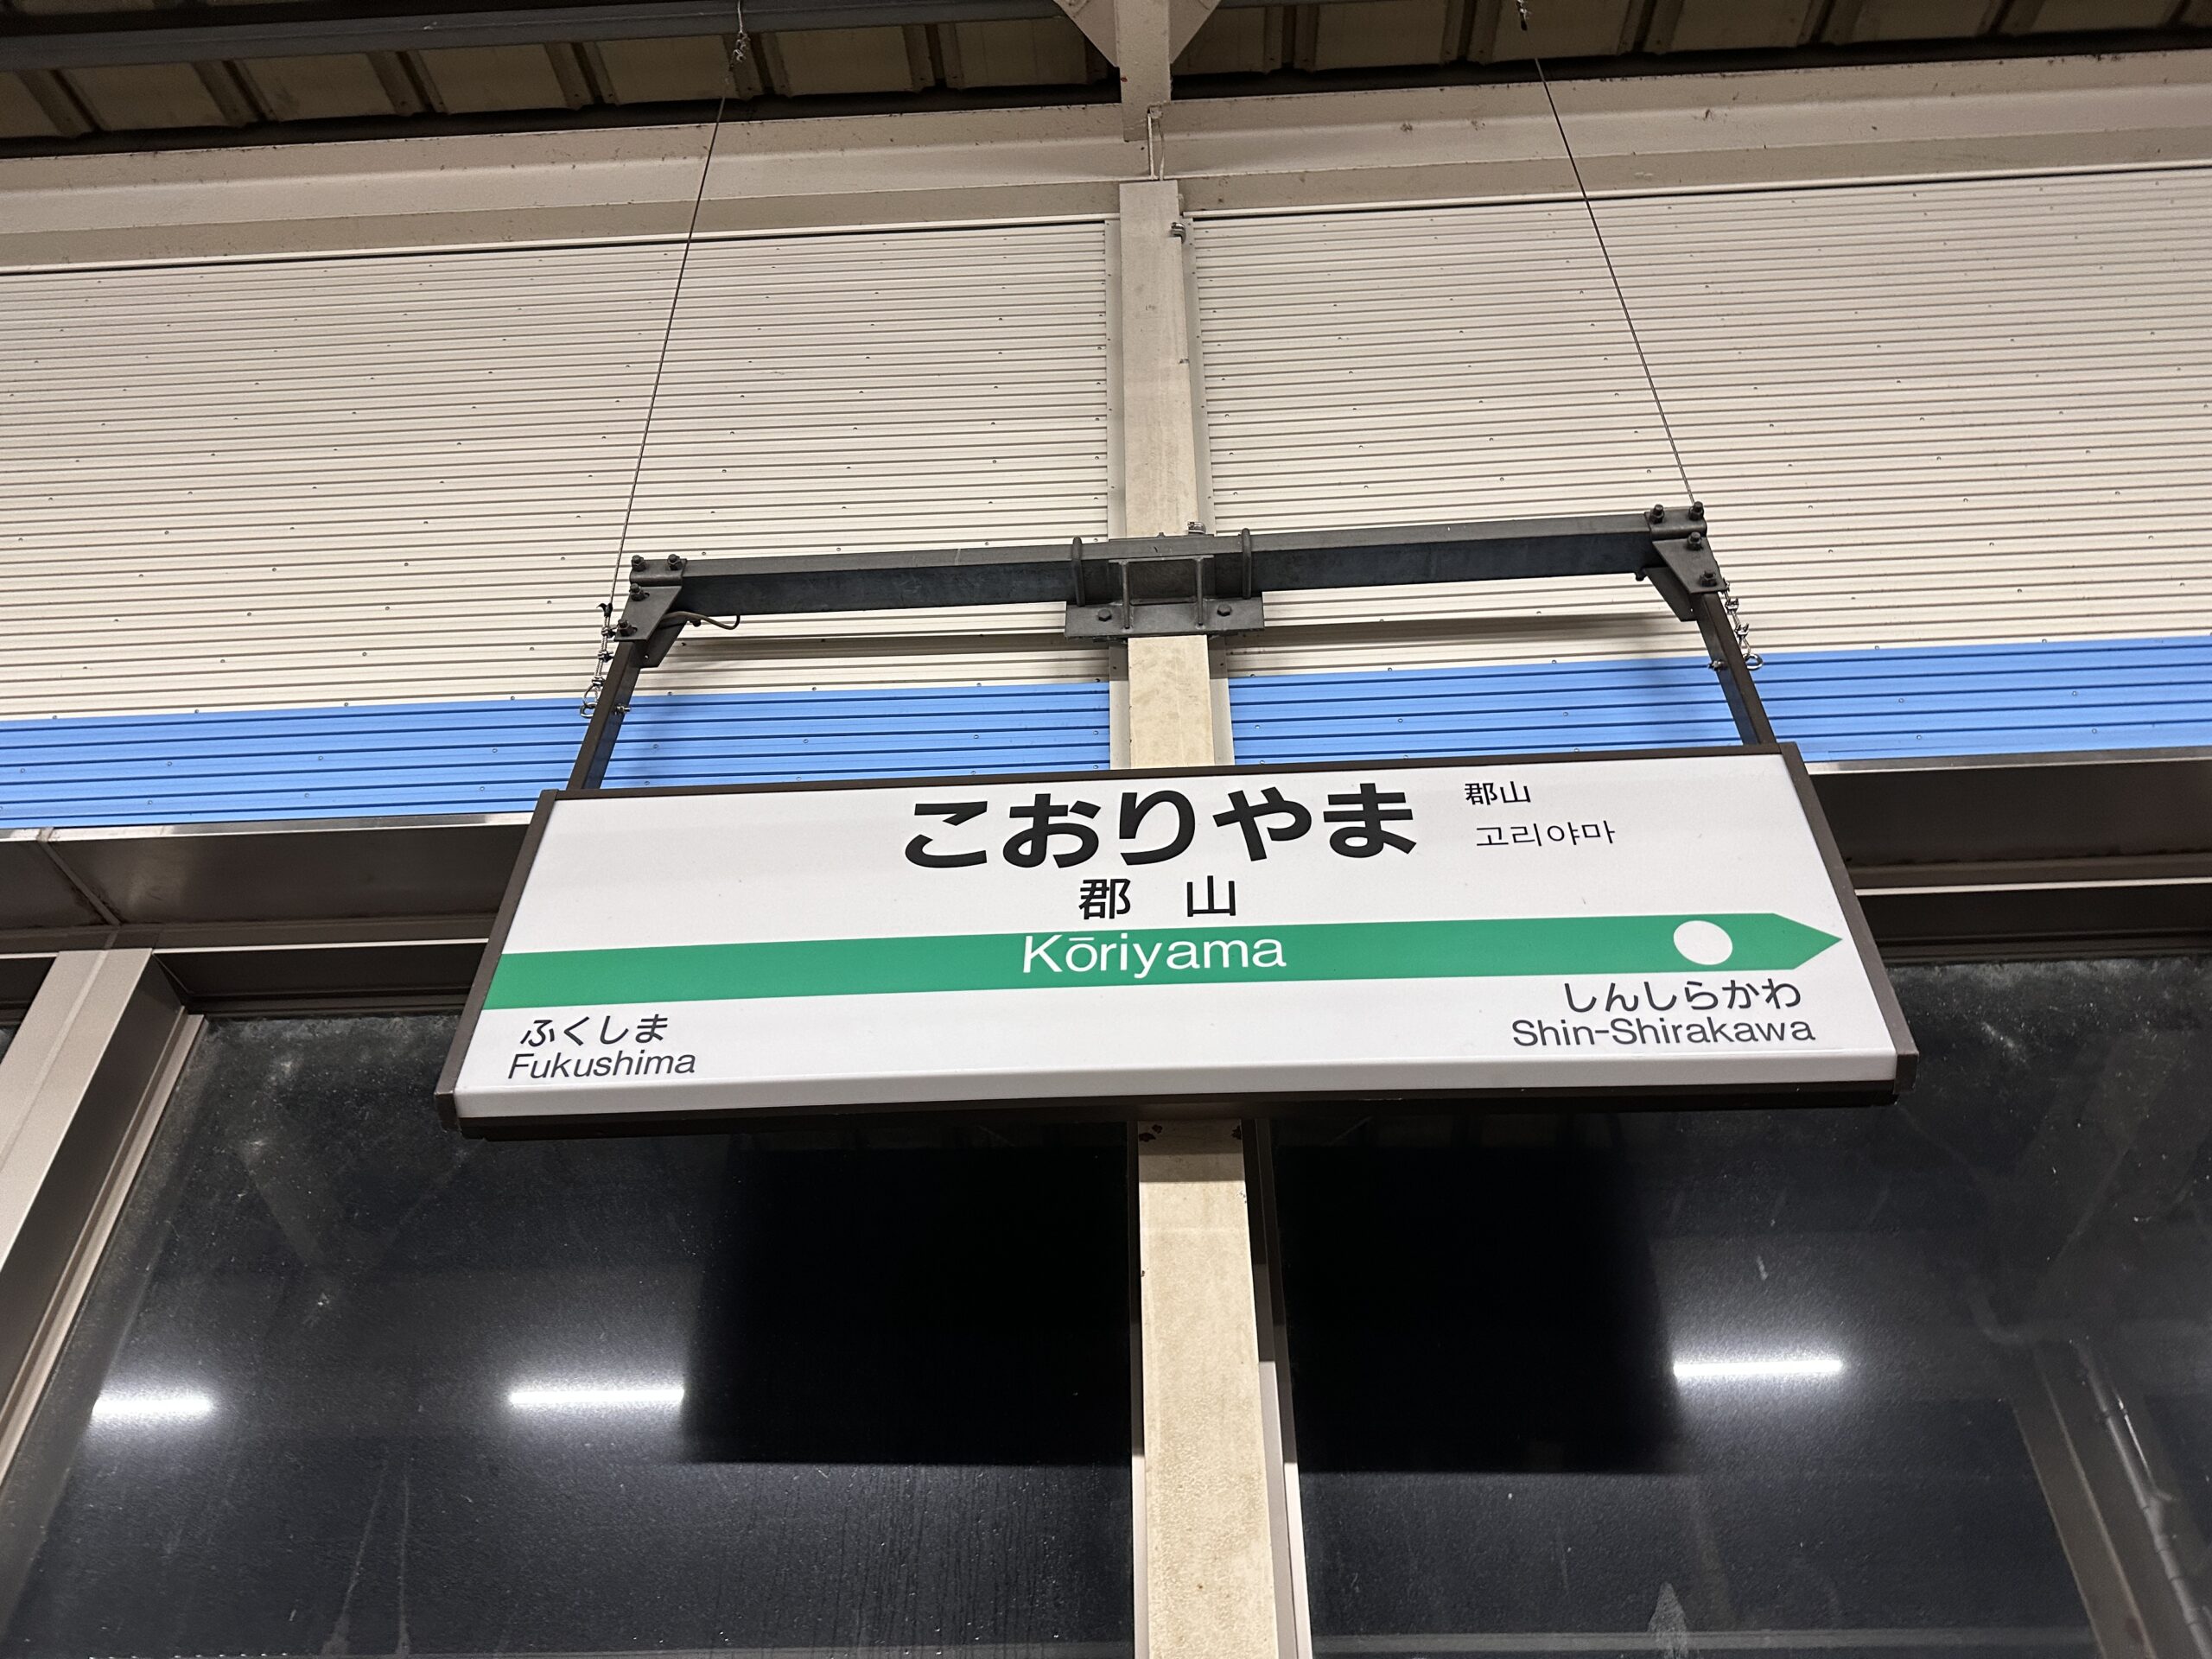 こおりやま
郡山
고리야마
郡 山
Kōriyama
ふくしま
Fukushima
しんしらかわ
Shin-Shirakawa